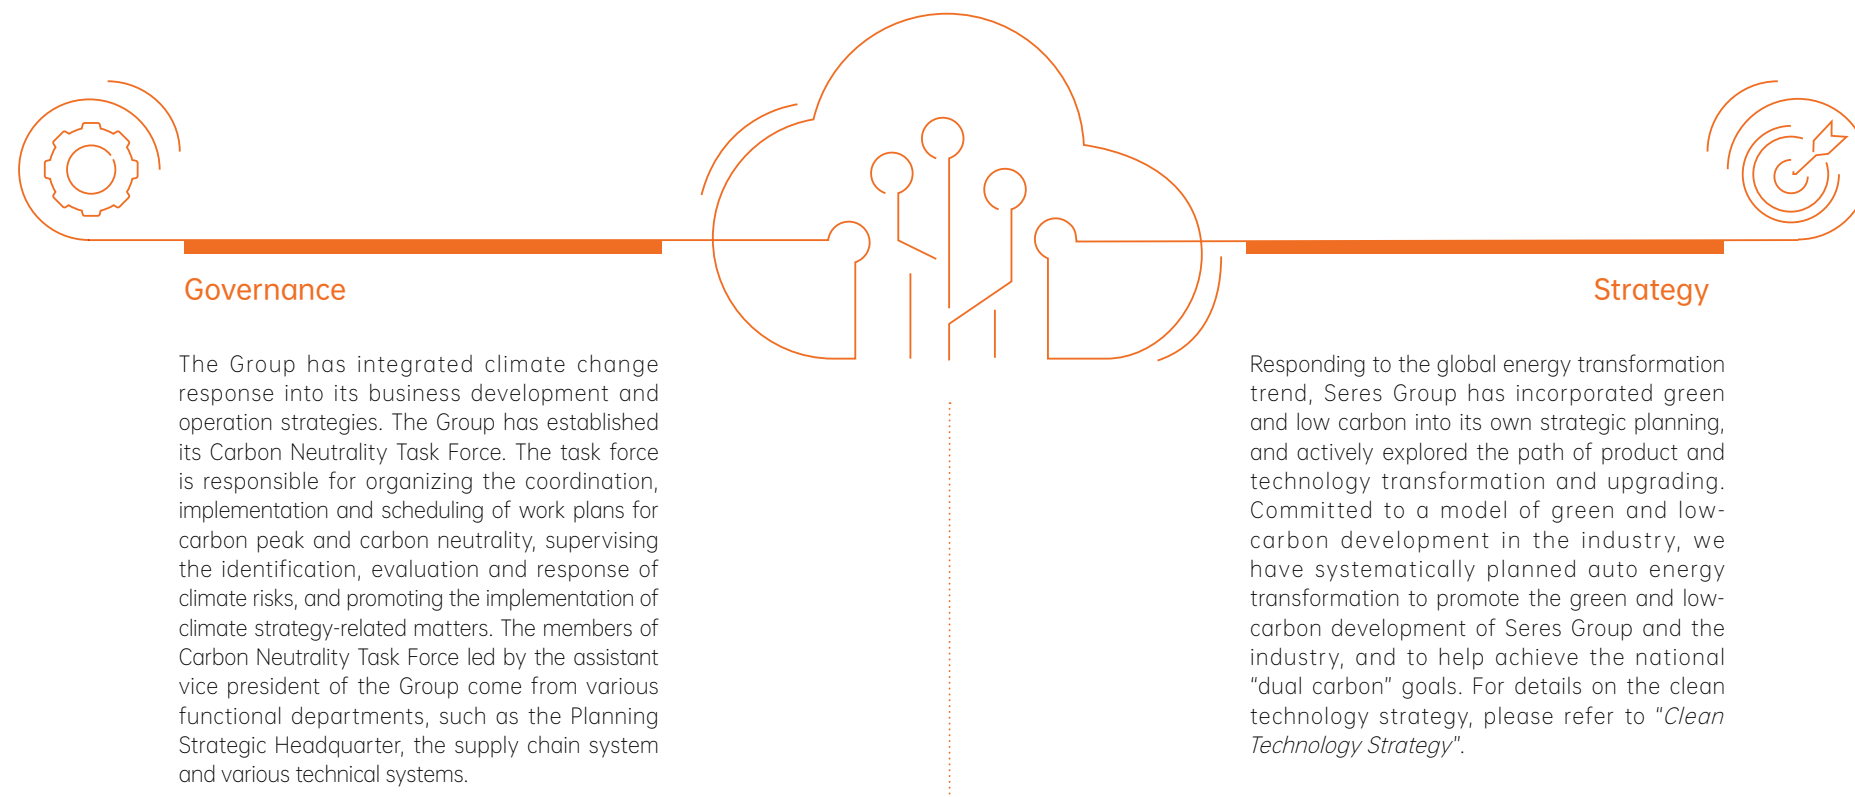 Governance
The Group has integrated climate change
response into its business development and
operation strategies. The Group has established
its Carbon Neutrality Task Force. The task force
is responsible for organizing the coordination,
implementation and scheduling of work plans for
carbon peak and carbon neutrality, supervising
the identification, evaluation and response of
climate risks, and promoting the implementation of
climate strategy-related matters. The members of
Carbon Neutrality Task Force led by the assistant
vice president of the Group come from various
functional departments, such as the Planning
Strategic Headquarter, the supply chain system
and various technical systems.
Strategy
Responding to the global energy transformation
trend, Seres Group has incorporated green
and low carbon into its own strategic planning,
and actively explored the path of product and
technology transformation and upgrading.
Committed to a model of green and low-
carbon development in the industry, we
have systematically planned auto energy
transformation to promote the green and low-
carbon development of Seres Group and the
industry, and to help achieve the national
“dual carbon” goals. For details on the clean
technology strategy, please refer to “Clean
Technology Strategy”.